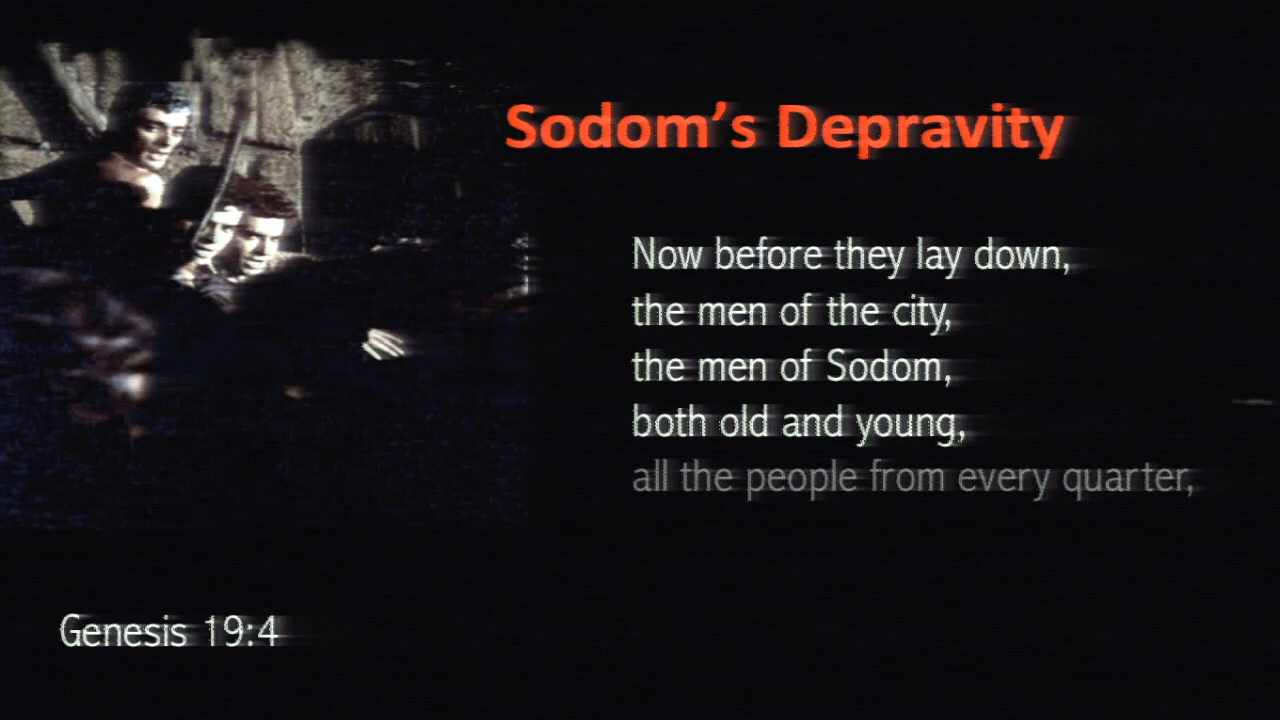 Sodom’s Depravity
Now before they lay down,
the men of the city,
the men of Sodom,
both old and young,
all the people from every quarter,
Genesis 19:4